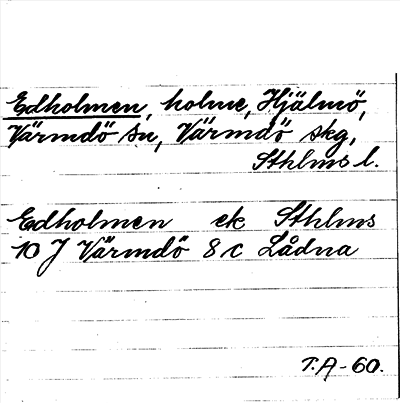 Edholmen, holme, Hjälmö,
Värmdö sn, Värmdö skg,
Sthlms l.
Edholmen ek Sthlms
10 J Värmdö 8 c Lådna
T.A-60.